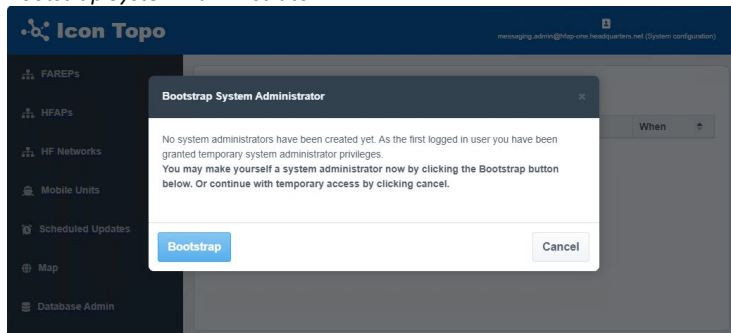 Icon Topo
messaging.admin@hfap-one.headquarters.net (System configuration)
FAREPs
HFAPs
HF Networks
Mobile Units
Scheduled Updates
Map
Database Admin
Bootstrap System Administrator
×
When
No system administrators have been created yet. As the first logged in user you have been
granted temporary system administrator privileges.
You may make yourself a system administrator now by clicking the Bootstrap button
below. Or continue with temporary access by clicking cancel.
Bootstrap
Cancel